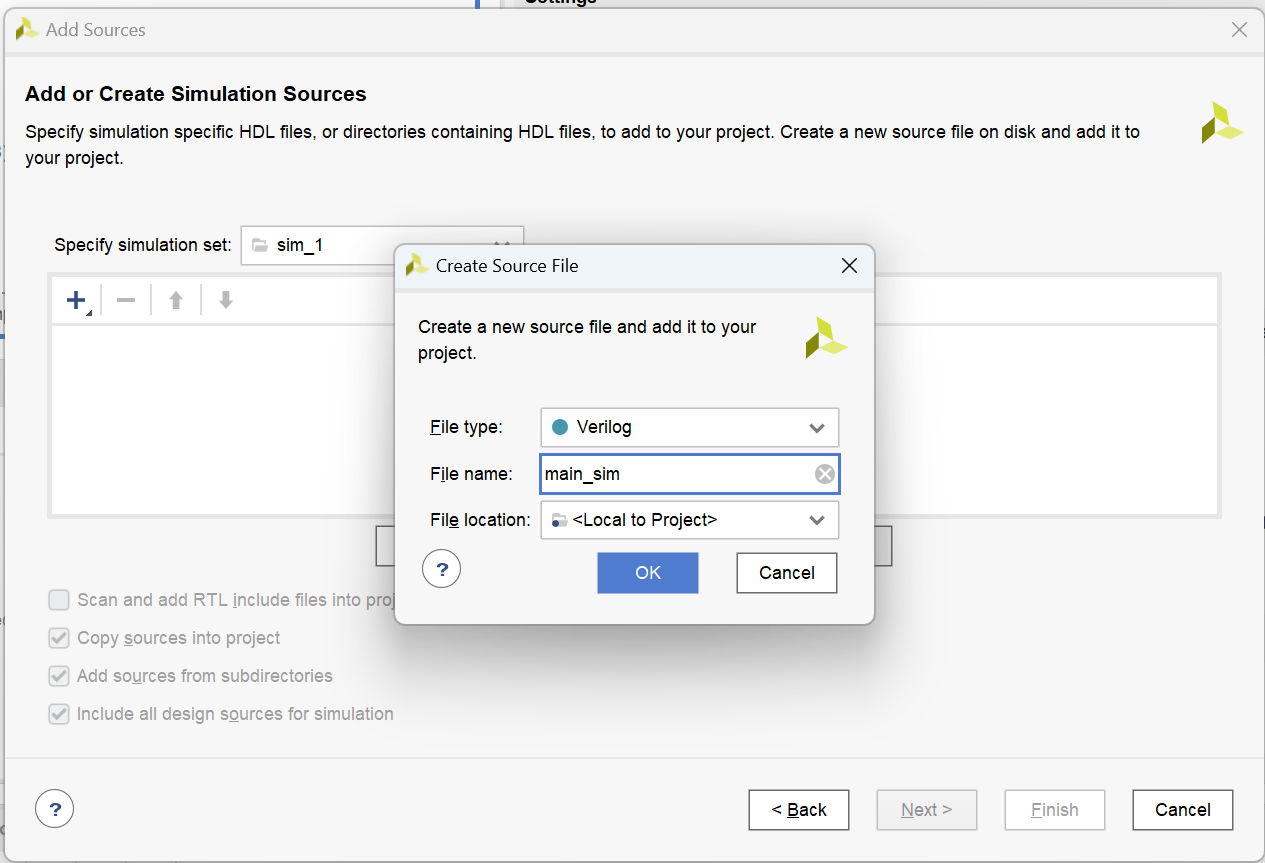 Settings
Add Sources
Add or Create Simulation Sources
Specify simulation specific HDL files, or directories containing HDL files, to add to your project. Create a new source file on disk and add it to
your project.
Specify simulation set: sim_1
Create Source File
Create a new source file and add it to your
project.
File type: Verilog
File name: main_sim
File location: <Local to Project>
? OK Cancel
Scan and add RTL include files into
Copy sources into project
Add sources from subdirectories
Include all design sources for simulation
? < Back Next > Finish Cancel